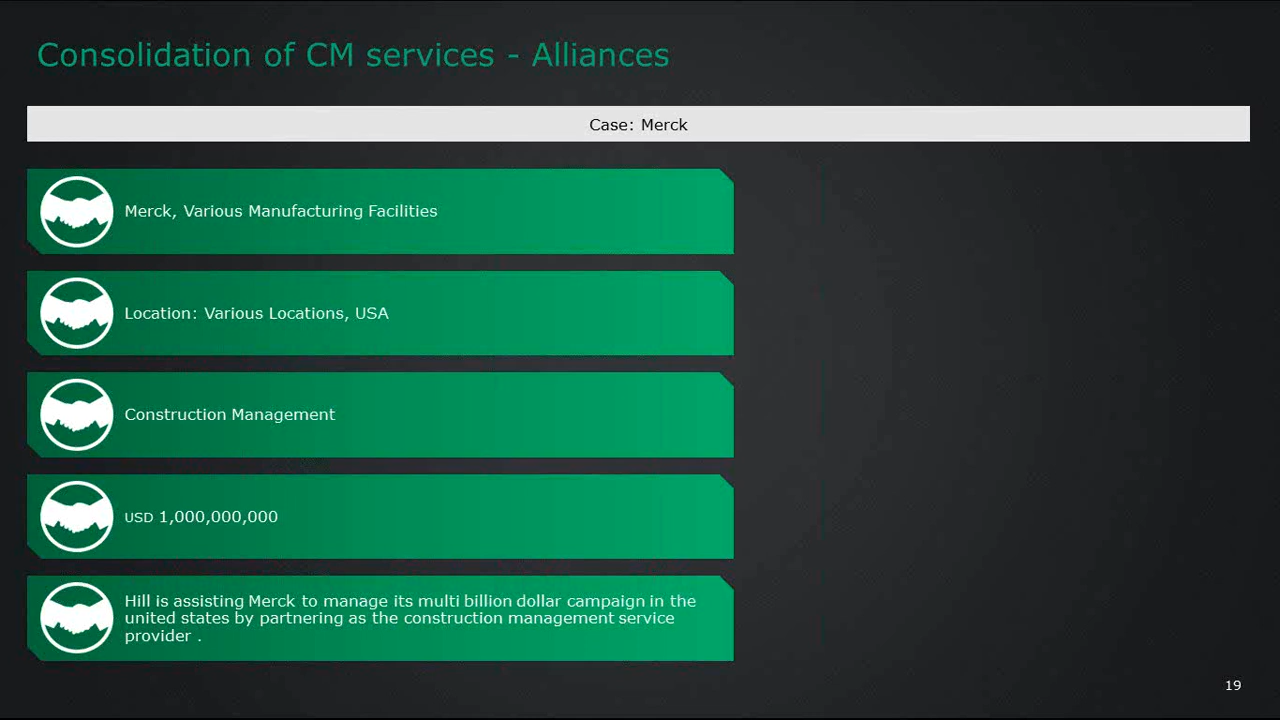 Consolidation of CM services - Alliances
Case: Merck
Merck, Various Manufacturing Facilities
Location: Various Locations, USA
Construction Management
USD 1,000,000,000
Hill is assisting Merck to manage its multi billion dollar campaign in the
united states by partnering as the construction management service
provider .
19